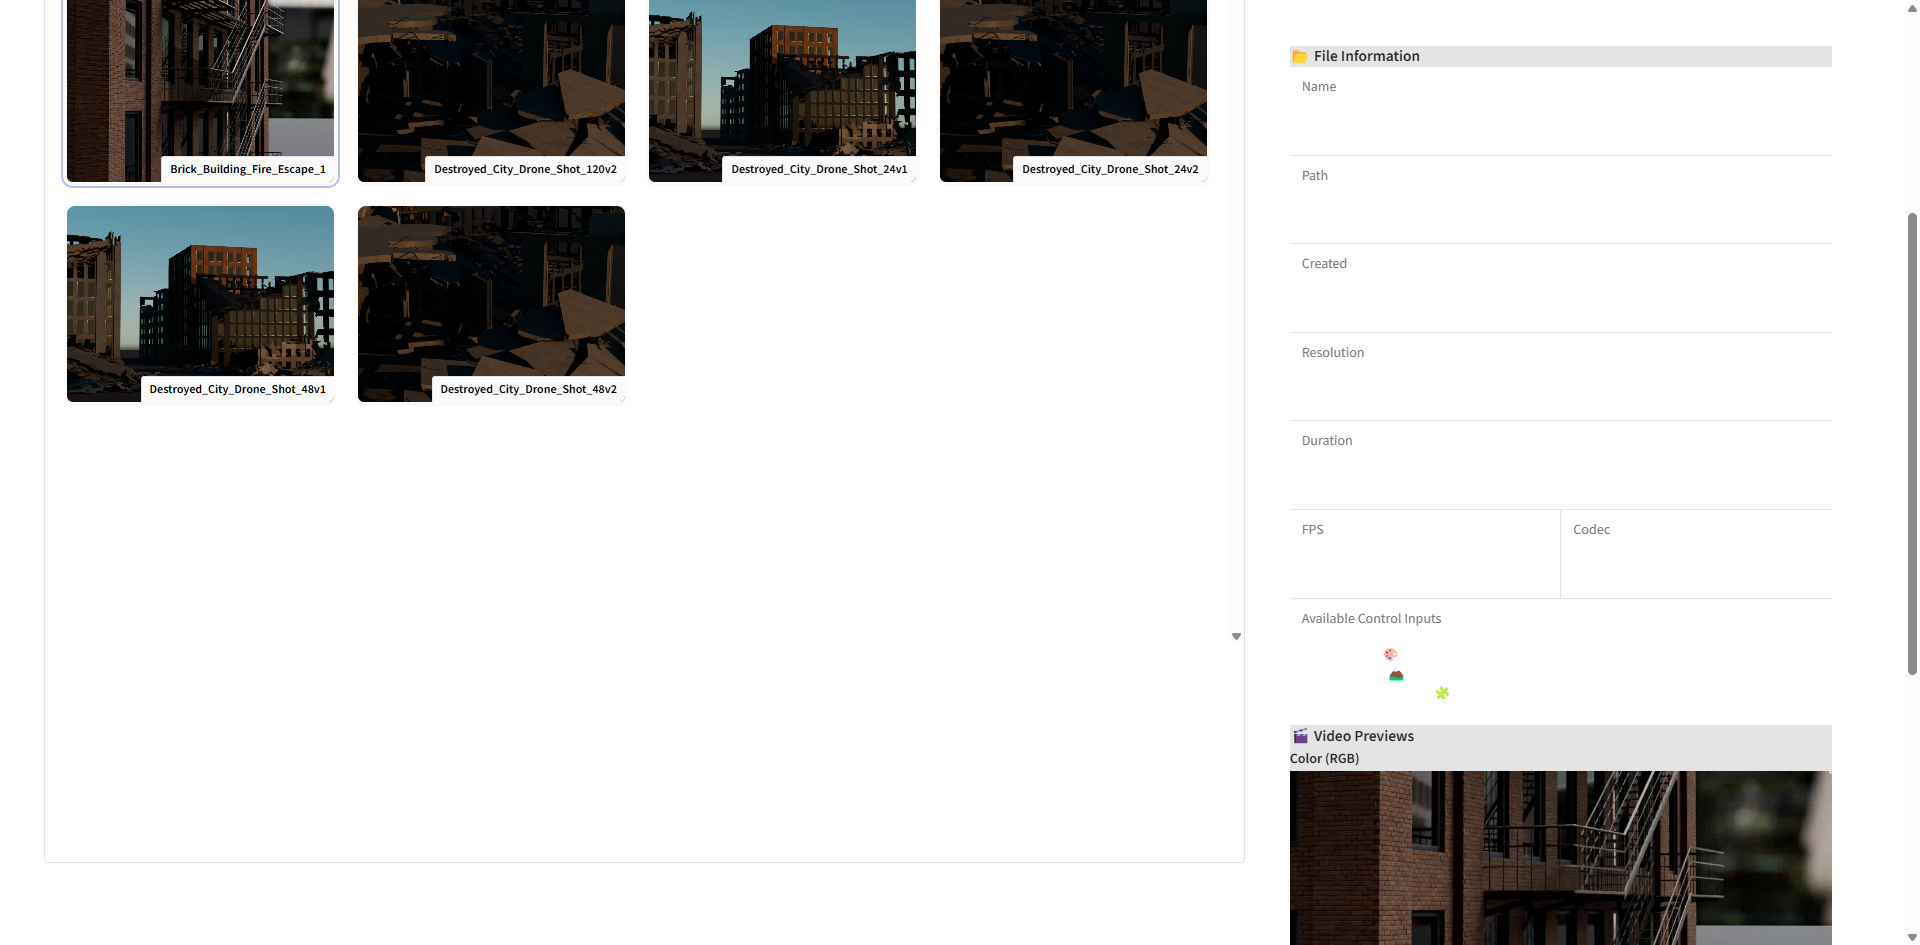 Brick_Building_Fire_Escape_1
Destroyed_City_Drone_Shot_120v2
Destroyed_City_Drone_Shot_24v1
Destroyed_City_Drone_Shot_24v2
Destroyed_City_Drone_Shot_48v1
Destroyed_City_Drone_Shot_48v2
File Information
Name
Path
Created
Resolution
Duration
FPS
Codec
Available Control Inputs
Video Previews
Color (RGB)